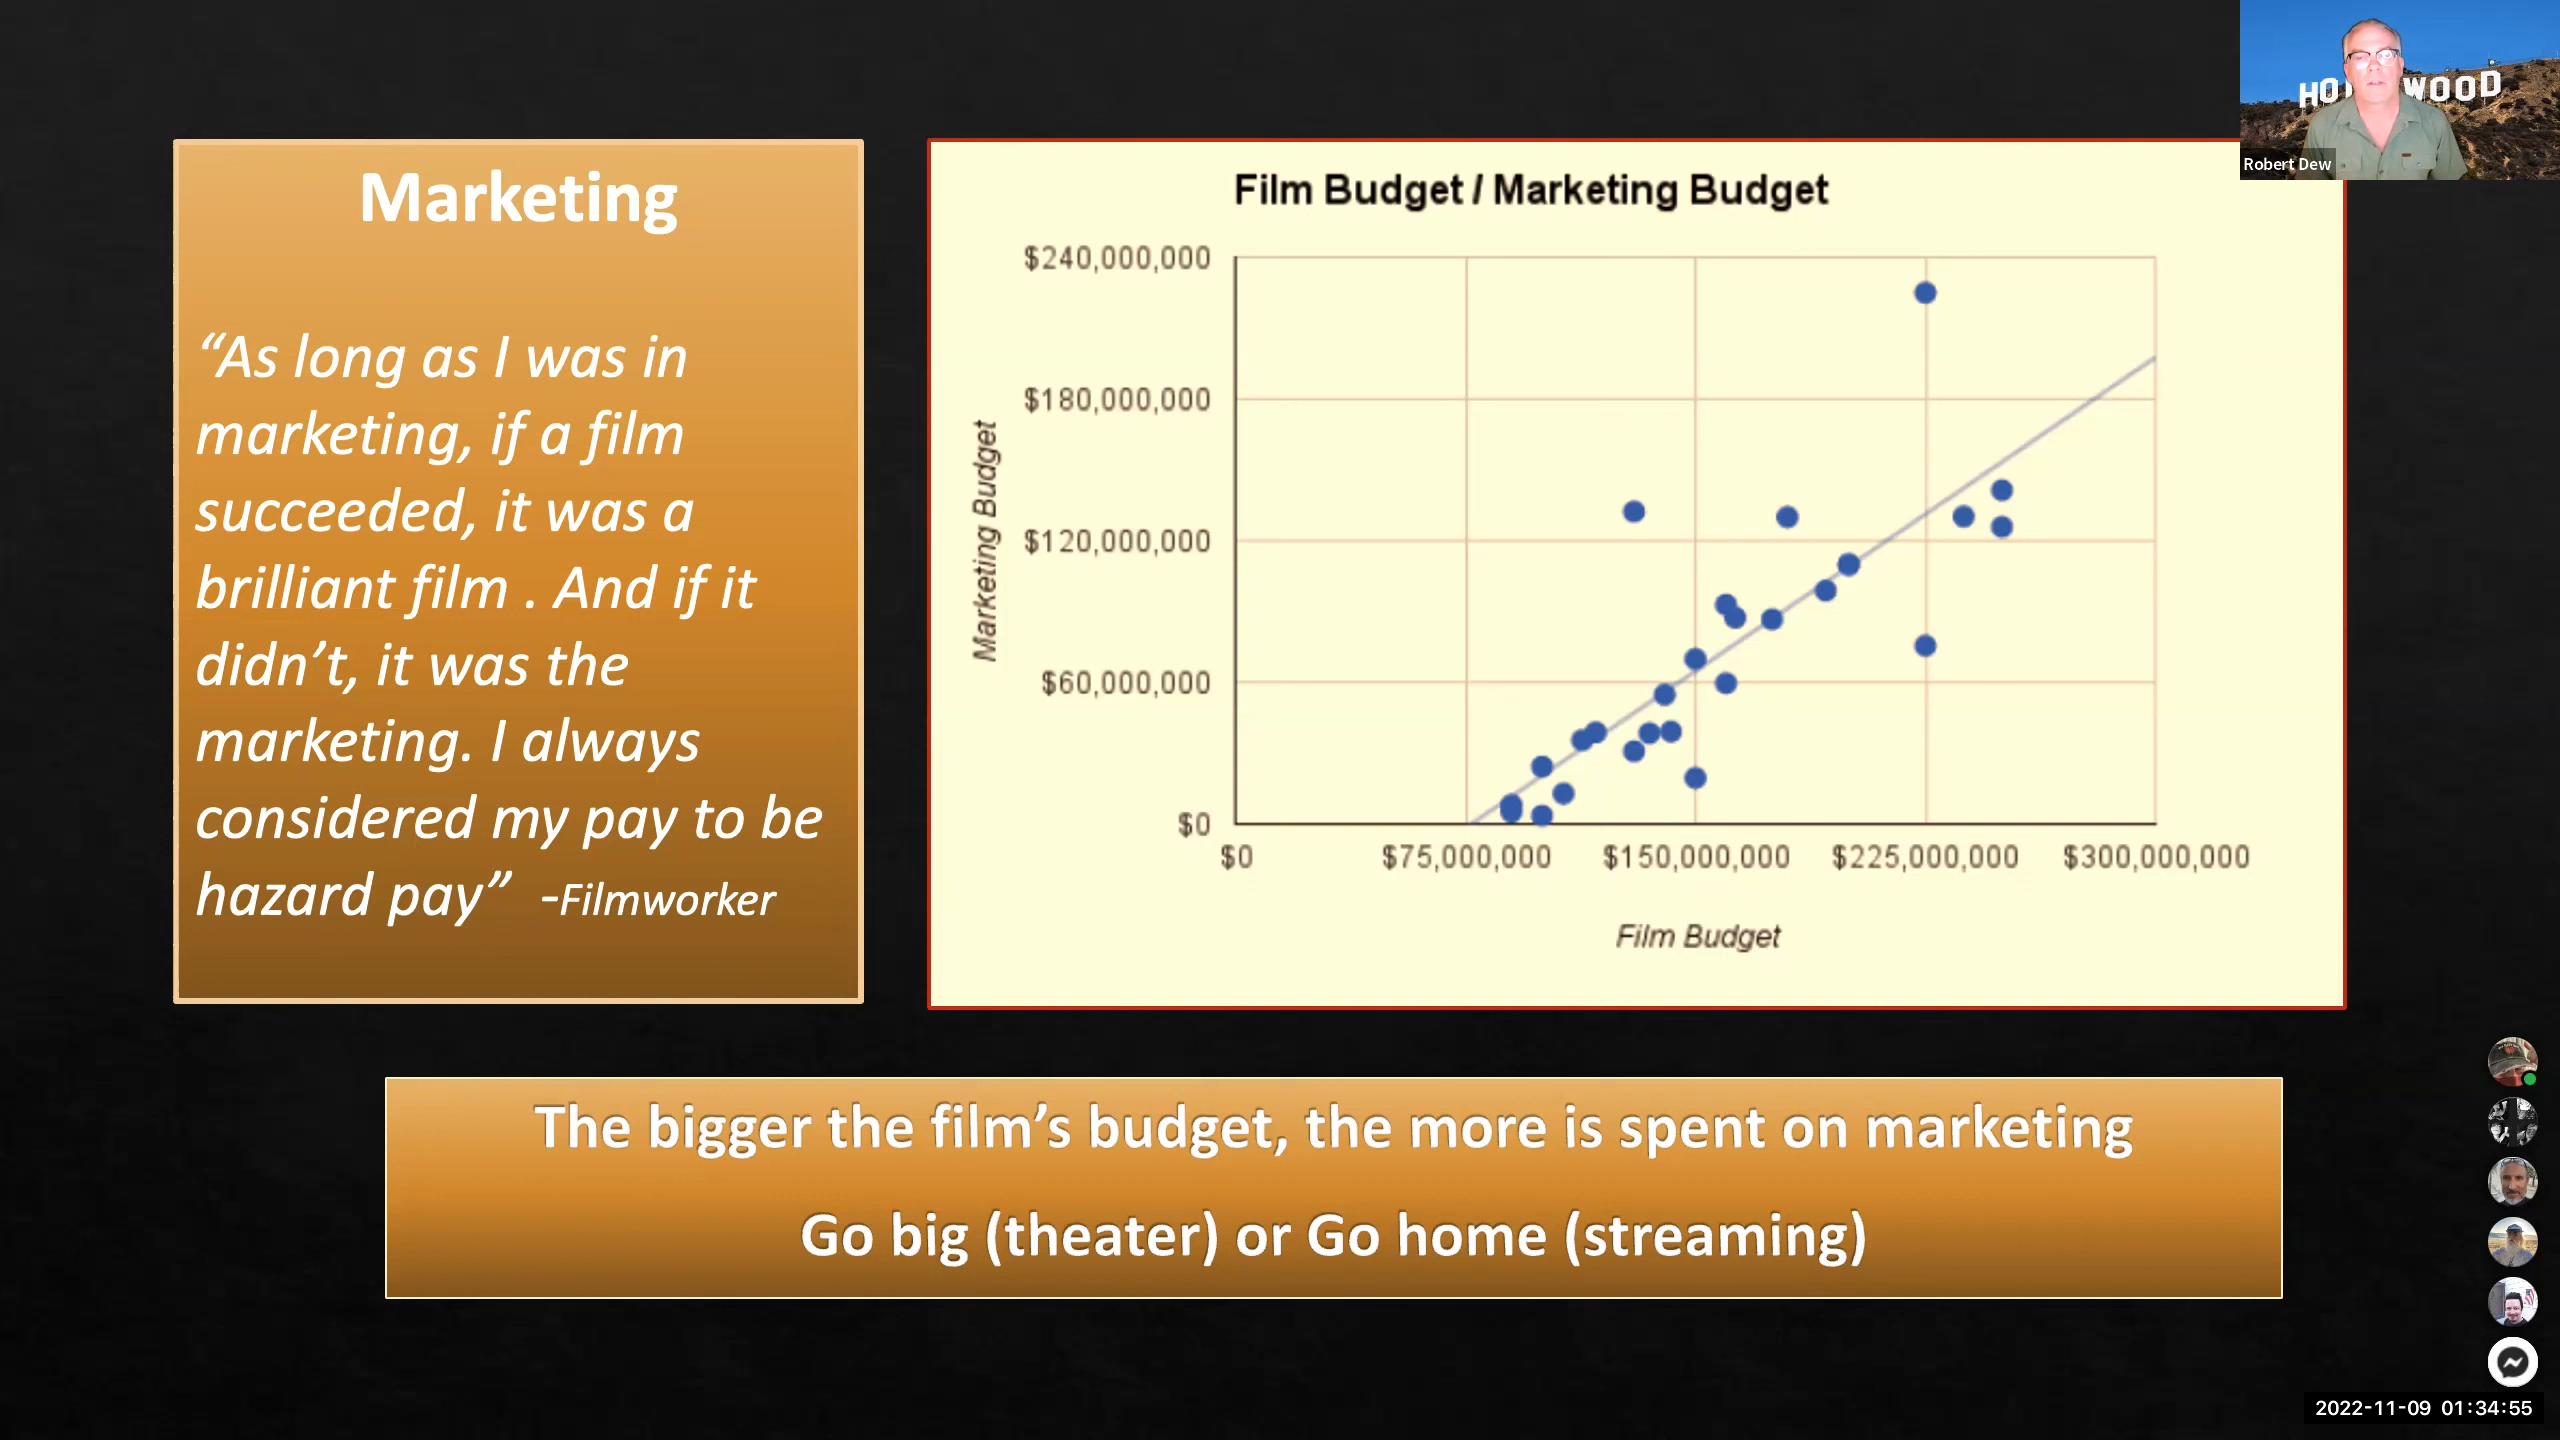 Marketing
“As long as I was in
marketing, if a film
succeeded, it was a
brilliant film . And if it
didn’t, it was the
marketing. I always
considered my pay to be
hazard pay” -Filmworker
Film Budget / Marketing Budget
$240,000,000
$180,000,000
$120,000,000
$60,000,000
$0
Marketing Budget
$0 $75,000,000 $150,000,000 $225,000,000 $300,000,000
Film Budget
HO WOOD
Robert Dew
The bigger the film’s budget, the more is spent on marketing
Go big (theater) or Go home (streaming)
2022-11-09 01:34:55